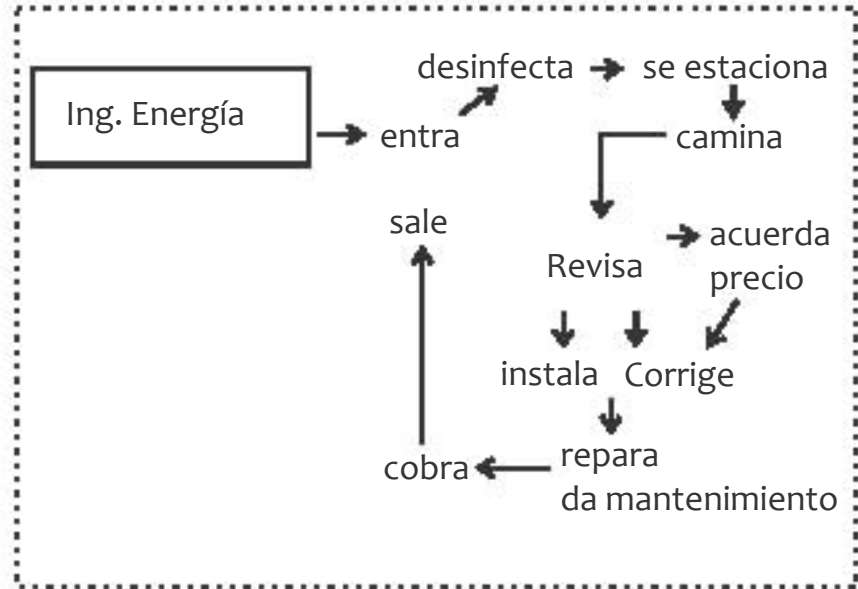 Ing. Energía
entra
desinfecta
se estaciona
camina
Revisa
acuerda
precio
instala
Corrige
repara
da mantenimiento
cobra
sale